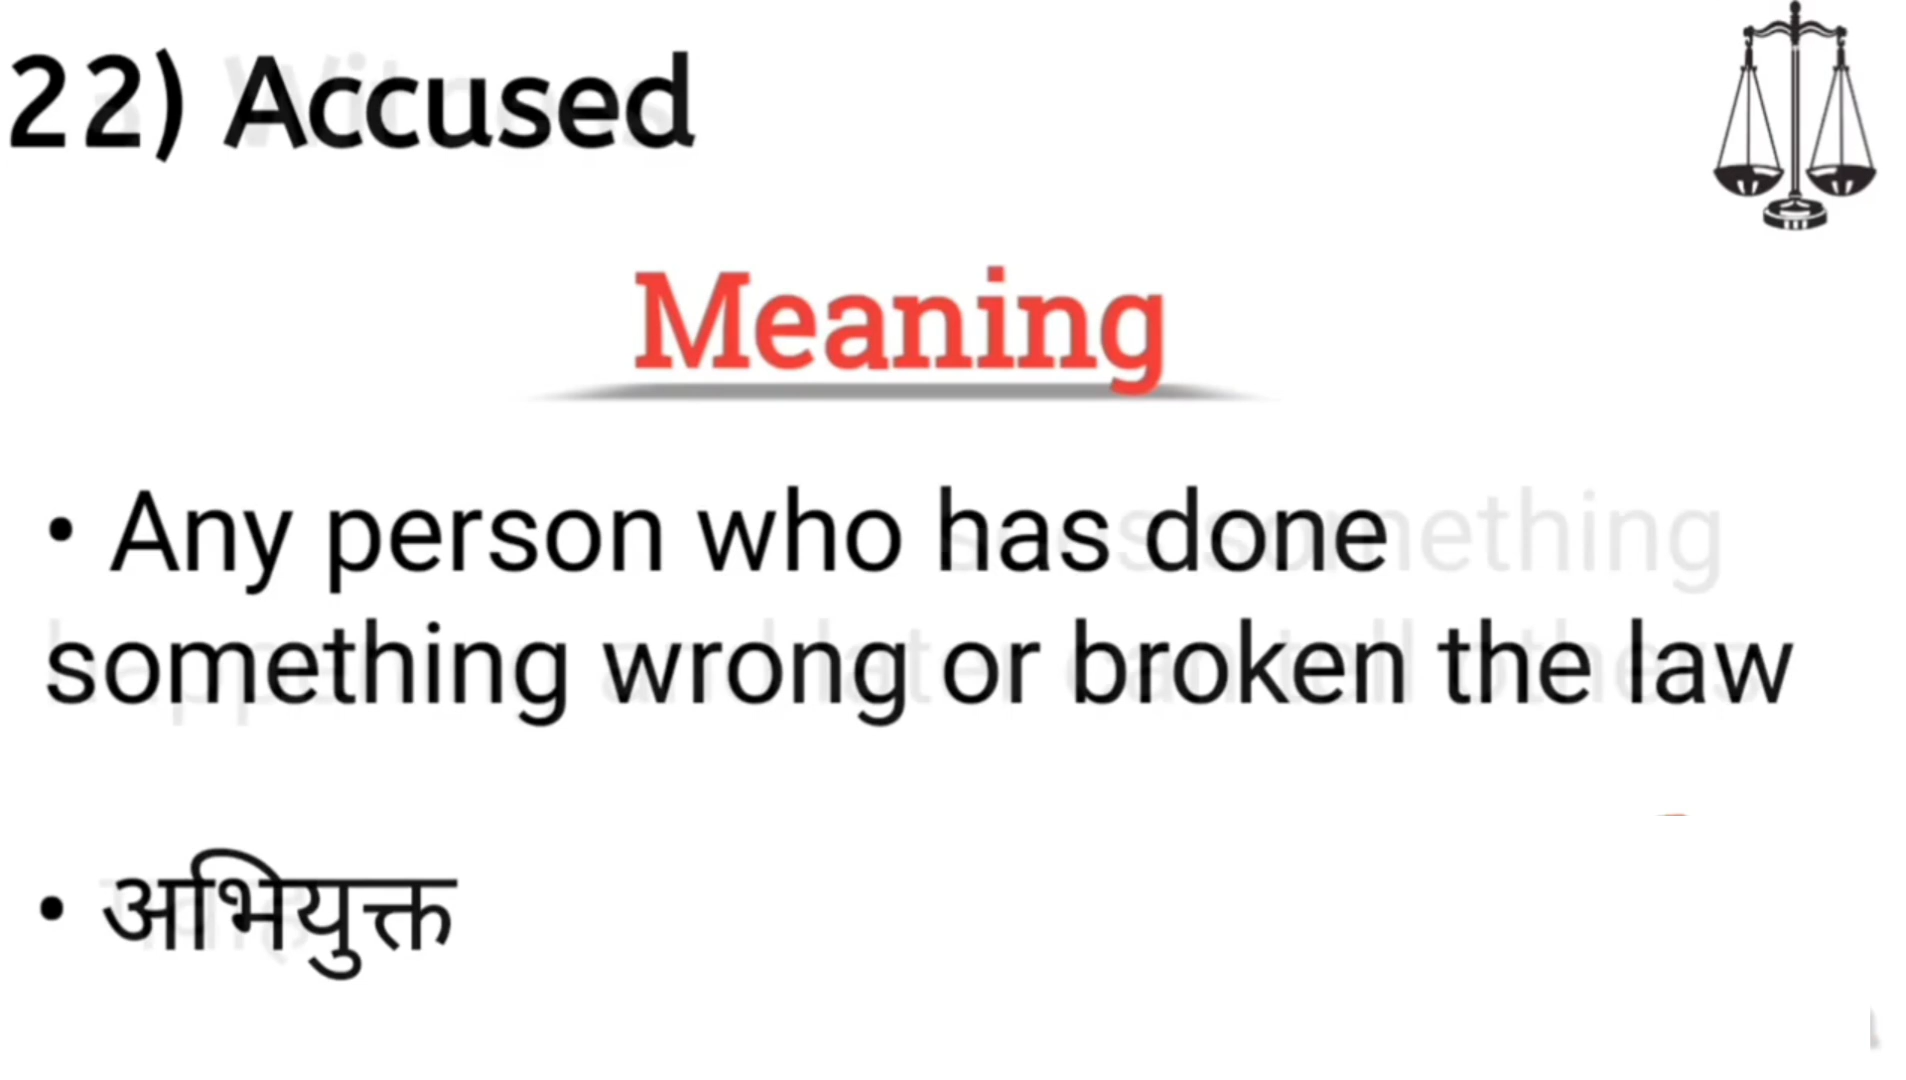 22) Accused
Meaning
• Any person who has done
something wrong or broken the law
• अभियुक्त